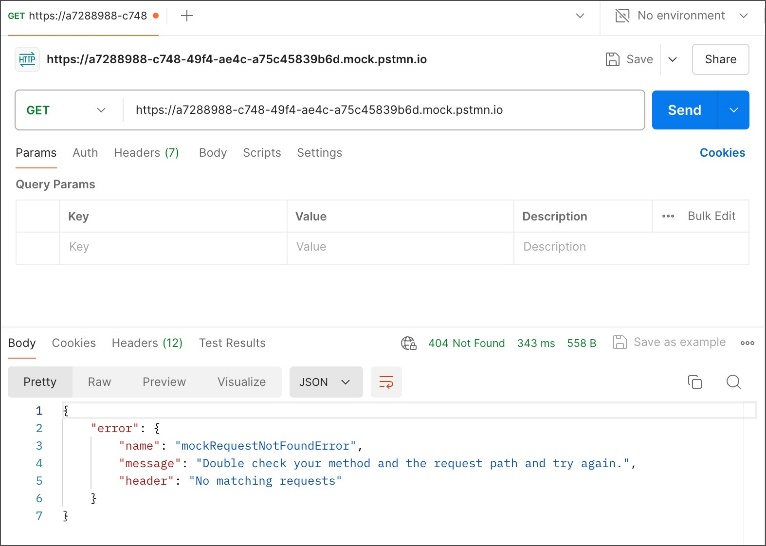 GET https://a7288988-c748
No environment
HTTP https://a7288988-c748-49f4-ae4c-a75c45839b6d.mock.pstmn.io Save Share
GET https://a7288988-c748-49f4-ae4c-a75c45839b6d.mock.pstmn.io Send
Params Auth Headers (7) Body Scripts Settings Cookies
Query Params
Key Value Description Bulk Edit
Key Value Description
Body Cookies Headers (12) Test Results 404 Not Found 343 ms 558 B Save as example
Pretty Raw Preview Visualize JSON
1 {
2 "error": {
3 "name": "mockRequestNotFoundError",
4 "message": "Double check your method and the request path and try again.",
5 "header": "No matching requests"
6 }
7 }